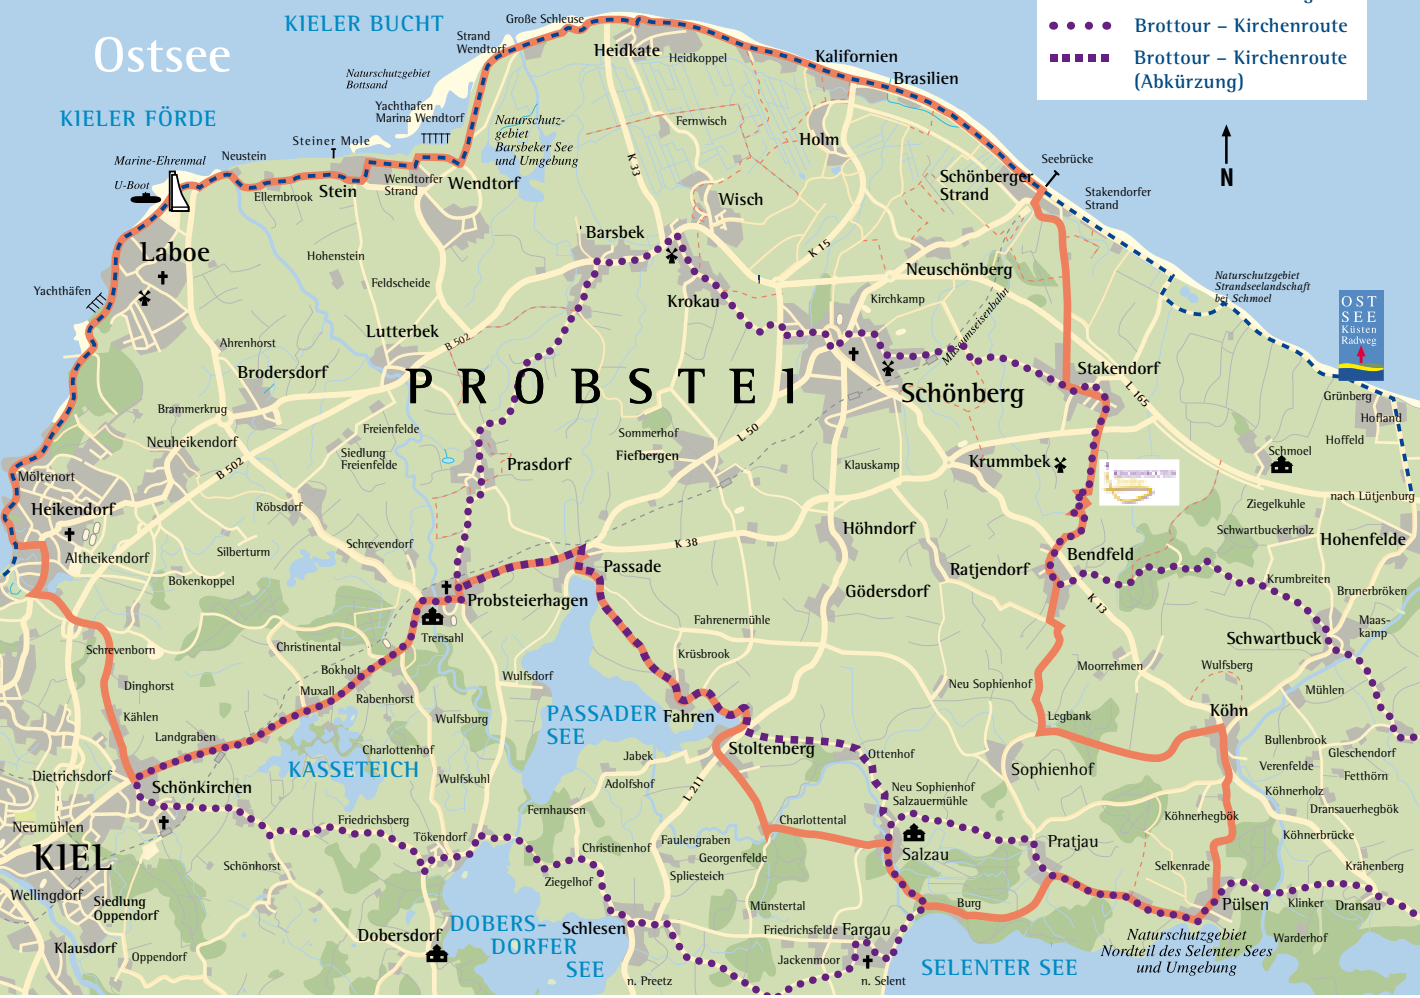 Ostsee
KIELER BUCHT
KIELER FÖRDE
Große Schleuse
Strand
Wendtorf
Heidkate
Heidkoppel
Kalifornien
Brasilien
Brottour – Kirchenroute
Brottour – Kirchenroute
(Abkürzung)
N
Naturschutzgebiet
Bottsand
Yachthafen
Marina Wendtorf
Naturschutz-
gebiet
Barsbeker See
und Umgebung
Fernwisch
Holm
K 33
Steiner Mole
Marine-Ehrenmal
Neustein
U-Boot
Ellernbrook
Stein
Wendtorfer
Strand
Wendtorf
Wisch
Schönberger
Strand
Seebrücke
Stakendorfer
Strand
Laboe
Hohenstein
Feldscheide
Barsbek
K 15
Neuschönberg
Kirchkamp
Krokau
Museumseisenbahn
Naturschutzgebiet
Strandseelandschaft
bei Schmoel
OST
SEE
Küsten
Radweg
Yachthäfen
Lutterbek
B 502
Ahrenhorst
Brodersdorf
PROBSTEI
Schönberg
Stakendorf
L 165
Grünberg
Hofland
Hoffeld
Schmoel
Brammerkrug
Neuheikendorf
Freienfelde
Siedlung
Freienfelde
Sommerhof
Fiefbergen
L 50
Prasdorf
Klauskamp
Krummbek
nach Lütjenburg
Ziegelkuhle
Möltenort
B 502
Heikendorf
Röbsdorf
Höhndorf
Schwartbuckerholz
Hohenfelde
Altheikendorf
Silberturm
Schrevendorf
K 38
Passade
Bendfeld
Ratjendorf
Bokenkoppel
Probsteierhagen
Gödersdorf
K 13
Krumbreiten
Brunerbröken
Maas-
kamp
Schwartbuck
Trensahl
Fahrenermühle
Krüsbrook
Schrevenborn
Christinental
Bokholt
Muxall
Rabenhorst
Wulfsdorf
Dinghorst
Moorrehmen
Wulfsberg
Neu Sophienhof
Mühlen
Kählen
Landgraben
Wulfsburg
PASSADER
SEE
Fahren
Stoltenberg
Legbank
Köhn
Charlottenhof
KASSETEICH
Wulfskuhl
Jabek
Adolfshof
L 211
Ottenhof
Sophienhof
Bullenbrook
Gleschendorf
Verenfelde
Fetthörn
Köhnerholz
Dietrichsdorf
Schönkirchen
Neu Sophienhof
Salzauermühle
Dransauerhegbök
Köhnerhegbök
Neumühlen
Friedrichsberg
Fernhausen
Charlottental
Köhnerbrücke
KIEL
Tökendorf
Christinenhof
Faulengraben
Georgenfelde
Salzau
Pratjau
Selkenrade
Krähenberg
Schönhorst
Ziegelhof
Spliesteich
Wellingdorf
Siedlung
Oppendorf
Münstertal
Burg
Pülsen
Klinker
Dransau
Dobersdorf
DOBERS-
DORFER
SEE
Schlesen
Friedrichsfelde
Fargau
Klausdorf
Oppendorf
Jackenmoor
n. Preetz
n. Selent
SELENTER SEE
Naturschutzgebiet
Nordteil des Selenter Sees
und Umgebung
Warderhof